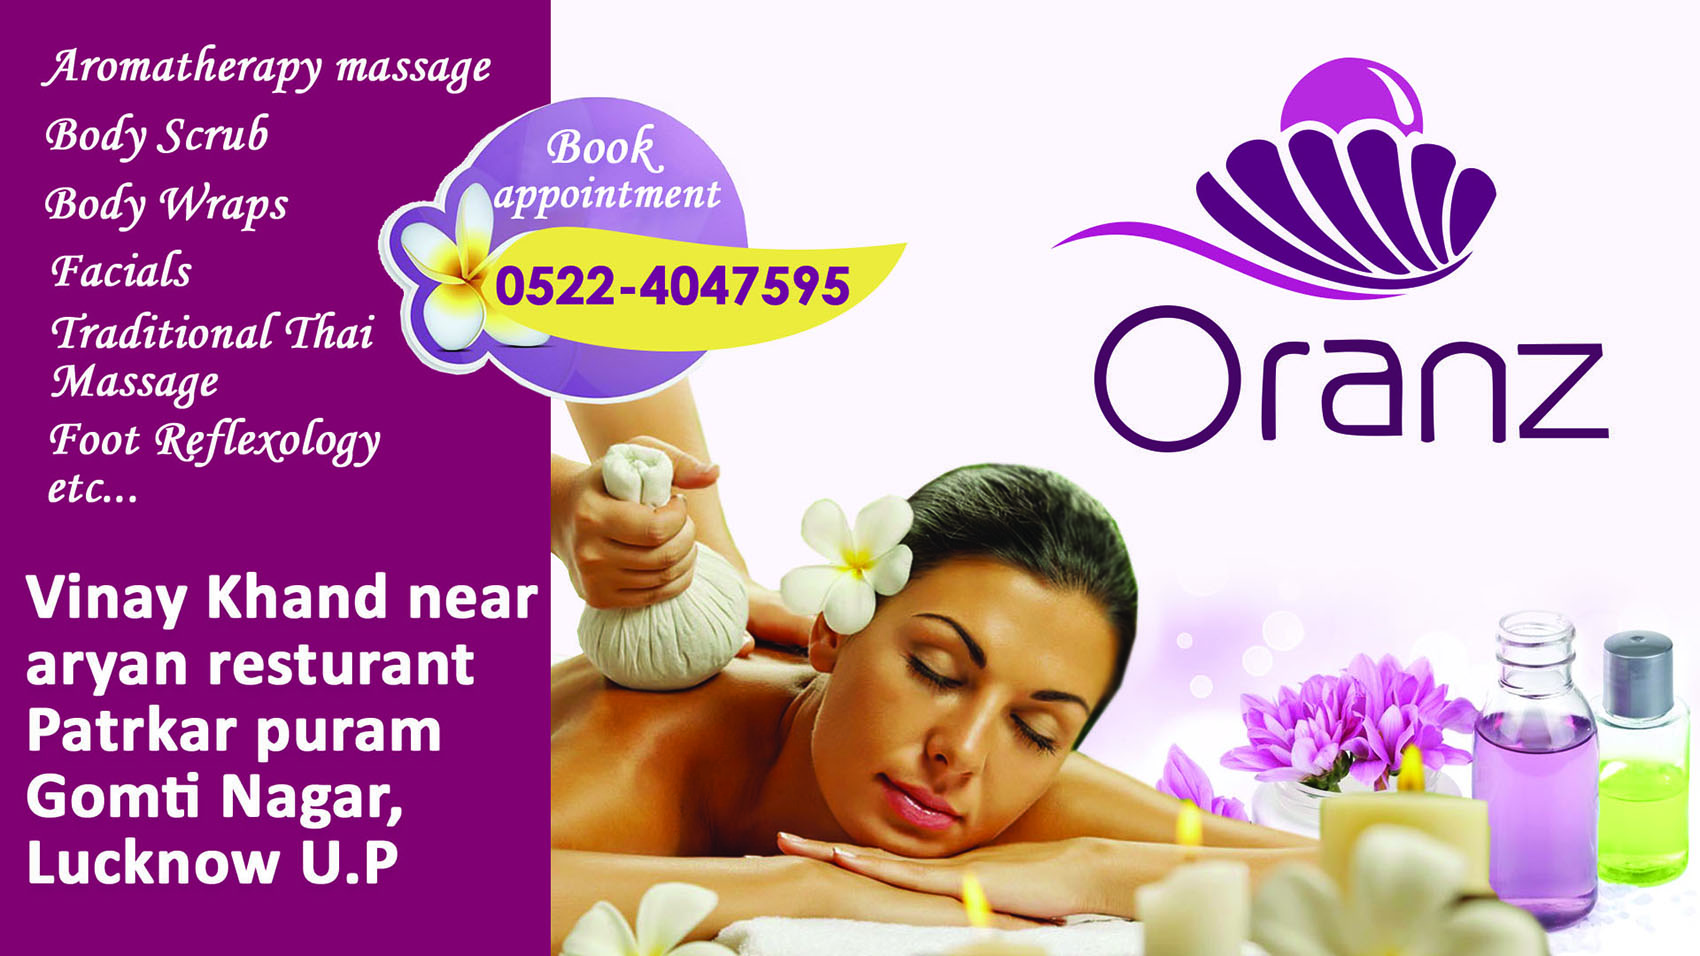 Aromatherapy massage
Body Scrub
Body Wraps
Facials
Traditional Thai
Massage
Foot Reflexology
etc...
Book
appointment
0522-4047595
Oranz
Vinay Khand near
aryan resturant
Patrkar puram
Gomti Nagar,
Lucknow U.P